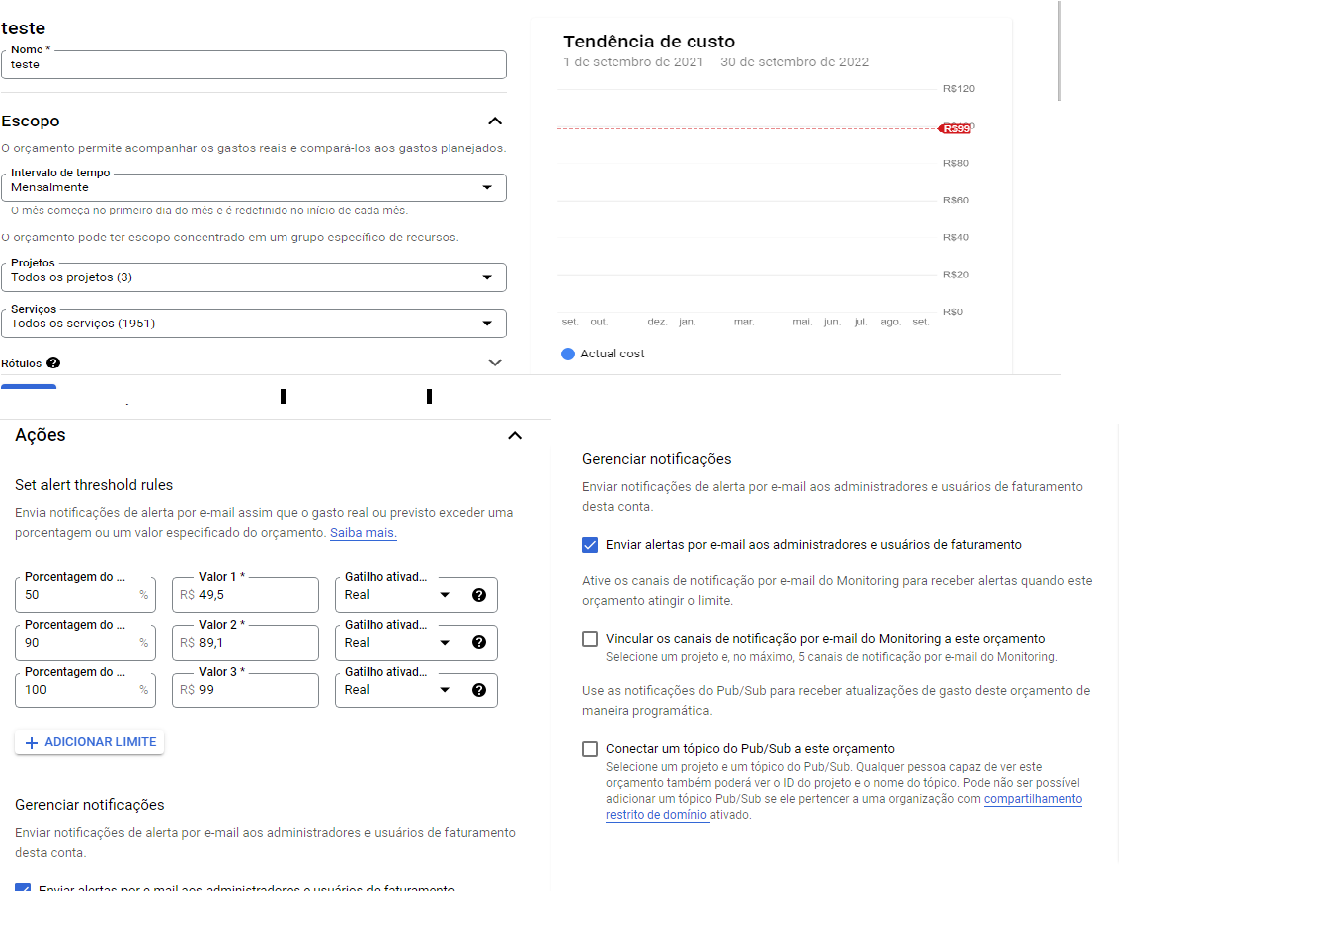 teste
Nome *
teste
Escopo
O orçamento permite acompanhar os gastos reais e compará-los aos gastos planejados.
Intervalo de tempo
Mensalmente
O mês começa no primeiro dia do mês e é redefinido no início de cada mês.
O orçamento pode ter escopo concentrado em um grupo específico de recursos.
Projetos
Todos os projetos (3)
Serviços
Todos os serviços (1951)
Rótulos
Tendência de custo
1 de setembro de 2021 30 de setembro de 2022
R$120
R$99
R$80
R$60
R$40
R$20
R$0
set. out. dez. jan. mar. mai. jun. jul. ago. set.
Actual cost
Ações
Set alert threshold rules
Envia notificações de alerta por e-mail assim que o gasto real ou previsto exceder uma
porcentagem ou um valor especificado do orçamento. Saiba mais.
Porcentagem do ... Valor 1 * Gatilho ativad...
50 % R$ 49,5 Real
Porcentagem do ... Valor 2 * Gatilho ativad...
90 % R$ 89,1 Real
Porcentagem do ... Valor 3 * Gatilho ativad...
100 % R$ 99 Real
+ ADICIONAR LIMITE
Gerenciar notificações
Enviar notificações de alerta por e-mail aos administradores e usuários de faturamento
desta conta.
Enviar alertas por e-mail aos administradores e usuários de faturamento
Gerenciar notificações
Enviar notificações de alerta por e-mail aos administradores e usuários de faturamento
desta conta.
Enviar alertas por e-mail aos administradores e usuários de faturamento
Ative os canais de notificação por e-mail do Monitoring para receber alertas quando este
orçamento atingir o limite.
Vincular os canais de notificação por e-mail do Monitoring a este orçamento
Selecione um projeto e, no máximo, 5 canais de notificação por e-mail do Monitoring.
Use as notificações do Pub/Sub para receber atualizações de gasto deste orçamento de
maneira programática.
Conectar um tópico do Pub/Sub a este orçamento
Selecione um projeto e um tópico do Pub/Sub. Qualquer pessoa capaz de ver este
orçamento também poderá ver o ID do projeto e o nome do tópico. Pode não ser possível
adicionar um tópico Pub/Sub se ele pertencer a uma organização com compartilhamento
restrito de domínio ativado.